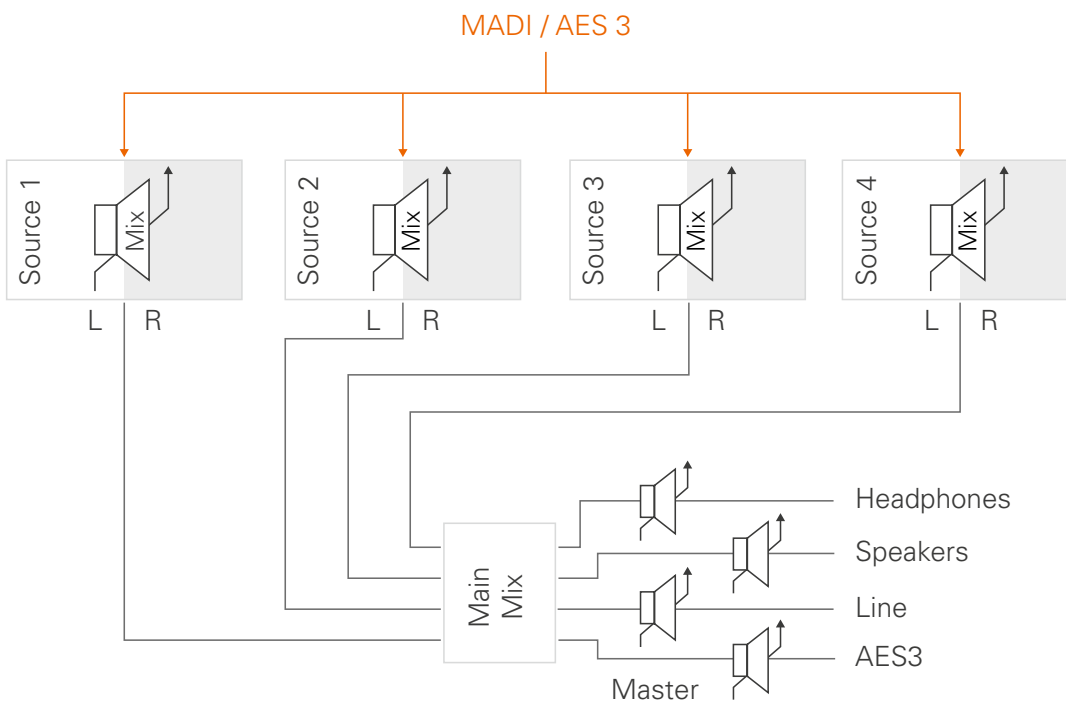 MADI / AES 3
Source 1
Mix
Source 2
Mix
Source 3
Mix
Source 4
Mix
L R
L R
L R
L R
Main
Mix
Headphones
Speakers
Line
AES3
Master